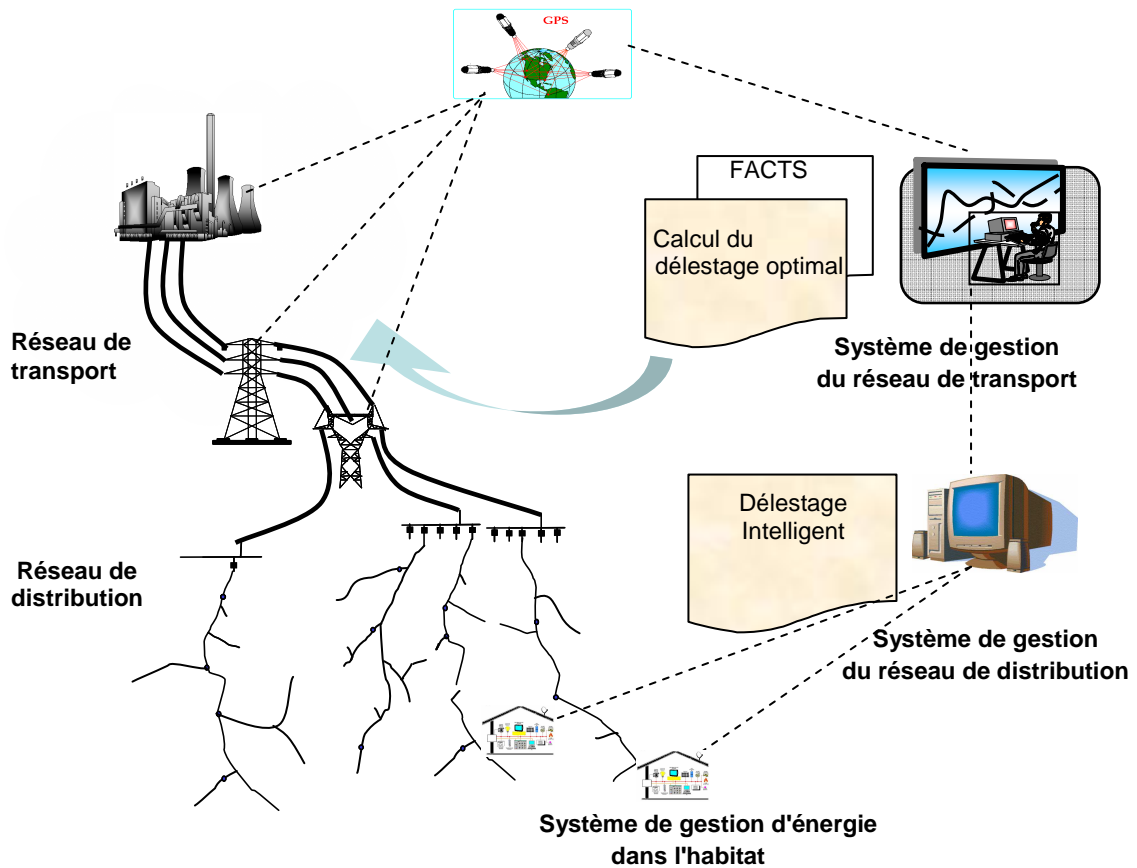 GPS
FACTS
Calcul du
délestage optimal
Réseau de
transport
Système de gestion
du réseau de transport
Délestage
Intelligent
Réseau de
distribution
Système de gestion
du réseau de distribution
Système de gestion d'énergie
dans l'habitat